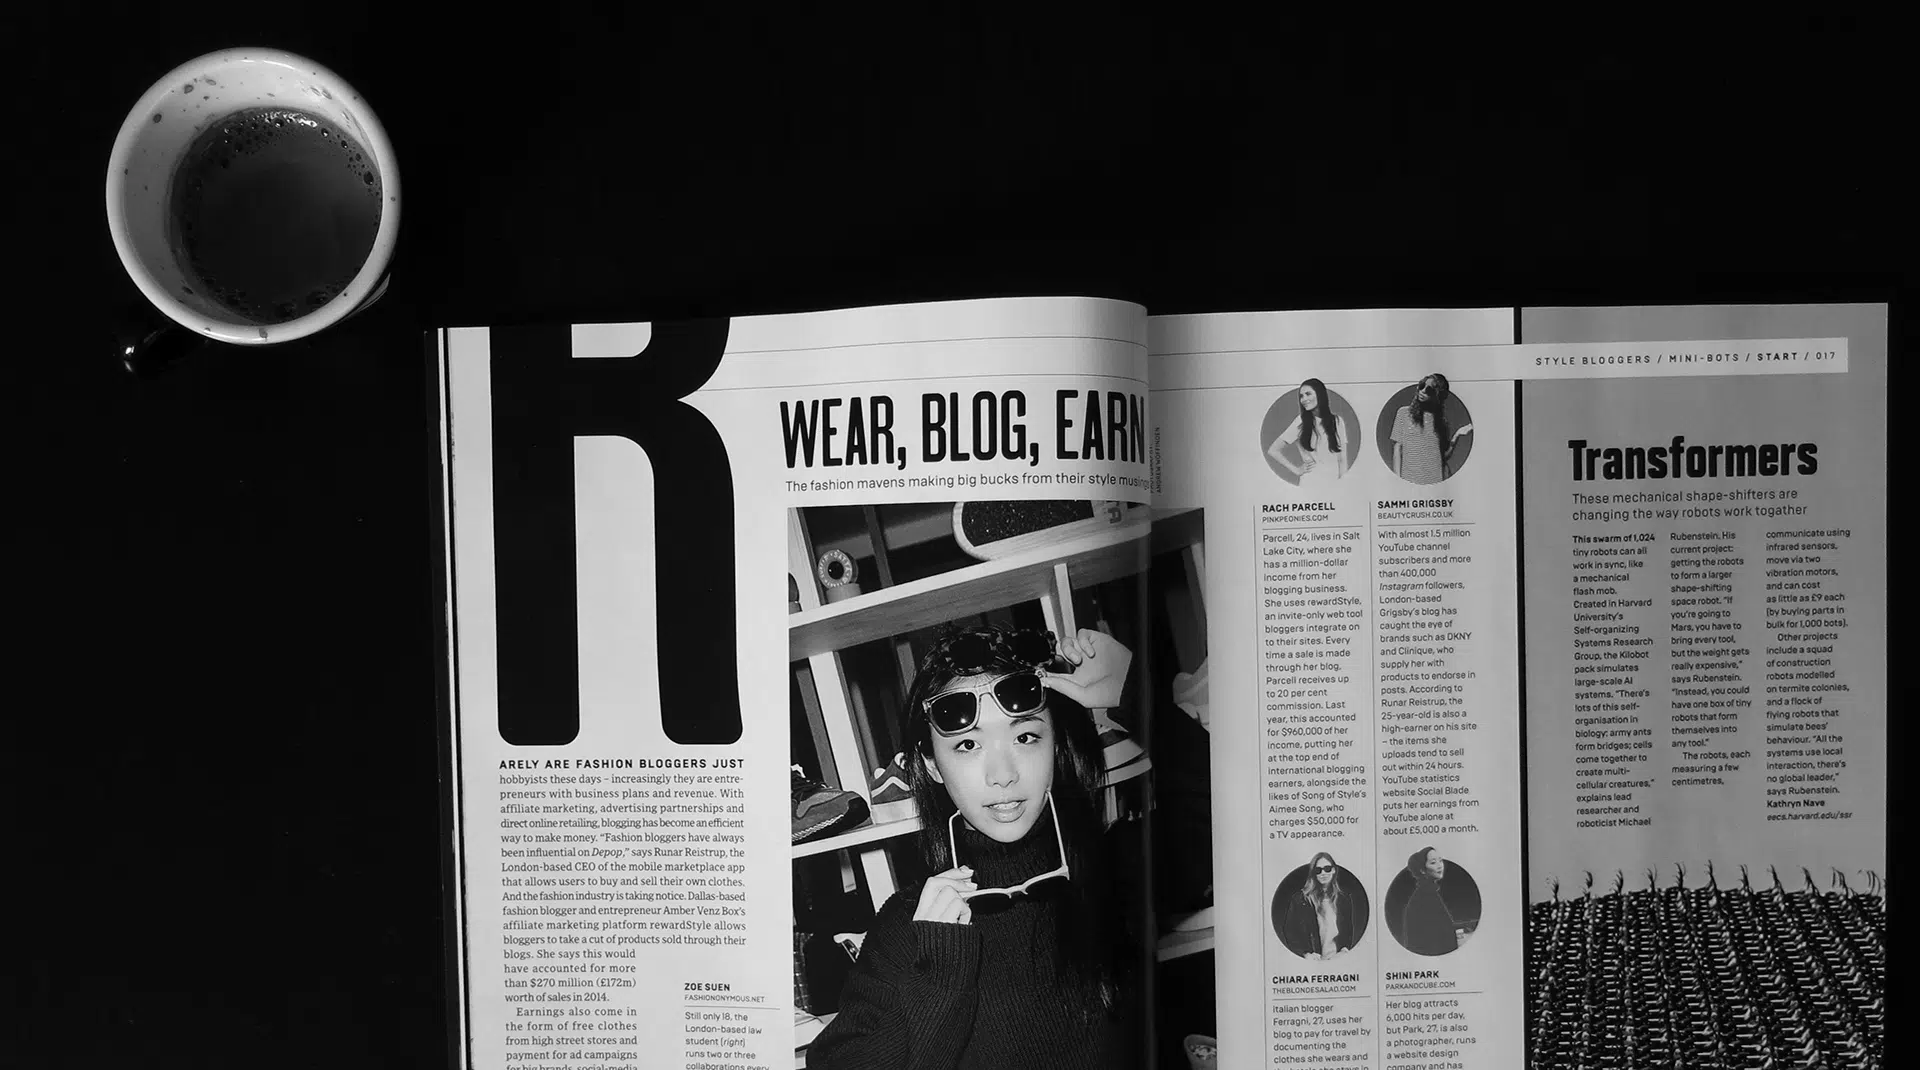 R
WEAR, BLOG, EARN
The fashion mavens making big bucks from their style musings
ARELY ARE FASHION BLOGGERS JUST
hobbyists these days – increasingly they are entre-
preneurs with business plans and revenue. With
affiliate marketing, advertising partnerships and
direct online retailing, blogging has become an efficient
way to make money. "Fashion bloggers have always
been influential on Depop," says Runar Reistrup, the
London-based CEO of the mobile marketplace app
that allows users to buy and sell their own clothes.
And the fashion industry is taking notice. Dallas-based
fashion blogger and entrepreneur Amber Venz Box's
affiliate marketing platform rewardStyle allows
bloggers to take a cut of products sold through their
blogs. She says this would
have accounted for more
than $270 million (£172m)
worth of sales in 2014.
Earnings also come in
the form of free clothes
from high street stores and
payment for ad campaigns
for big brands, social-media
ZOE SUEN
FASHIONONYMOUS.NET
Still only 18, the
London-based law
student (right)
runs two or three
collaborations every
ANDREW WOFFINDEN
RACH PARCELL
PINKPEONIES.COM
Parcell, 24, lives in Salt
Lake City, where she
has a million-dollar
income from her
blogging business.
She uses rewardStyle,
an invite-only web tool
bloggers integrate on
to their sites. Every
time a sale is made
through her blog,
Parcell receives up
to 20 per cent
commission. Last
year, this accounted
for $960,000 of her
income, putting her
at the top end of
international blogging
earners, alongside the
likes of Song of Style's
Aimee Song, who
charges $50,000 for
a TV appearance.
SAMMI GRIGSBY
BEAUTYCRUSH.CO.UK
With almost 1.5 million
YouTube channel
subscribers and more
than 400,000
Instagram followers,
London-based
Grigsby's blog has
caught the eye of
brands such as DKNY
and Clinique, who
supply her with
products to endorse in
posts. According to
Runar Reistrup, the
25-year-old is also a
high-earner on his site
– the items she
uploads tend to sell
out within 24 hours.
YouTube statistics
website Social Blade
puts her earnings from
YouTube alone at
about £5,000 a month.
CHIARA FERRAGNI
THEBLONDESALAD.COM
Italian blogger
Ferragni, 27, uses her
blog to pay for travel by
documenting the
clothes she wears and
SHINI PARK
PARKANDCUBE.COM
Her blog attracts
6,000 hits per day,
but Park, 27, is also
a photographer, runs
a website design
company and has
STYLE BLOGGERS / MINI-BOTS / START / 017
Transformers
These mechanical shape-shifters are
changing the way robots work together
This swarm of 1,024
tiny robots can all
work in sync, like
a mechanical
flash mob.
Created in Harvard
University's
Self-organizing
Systems Research
Group, the Kilobot
pack simulates
large-scale AI
systems. "There's
lots of this self-
organisation in
biology: army ants
form bridges; cells
come together to
create multi-
cellular creatures,"
explains lead
researcher and
roboticist Michael
Rubenstein. His
current project:
getting the robots
to form a larger
shape-shifting
space robot. "If
you're going to
Mars, you have to
bring every tool,
but the weight gets
really expensive,"
says Rubenstein.
"Instead, you could
have one box of tiny
robots that form
themselves into
any tool."
The robots, each
measuring a few
centimetres,
communicate using
infrared sensors,
move via two
vibration motors,
and can cost
as little as £9 each
(by buying parts in
bulk for 1,000 bots).
Other projects
include a squad
of construction
robots modelled
on termite colonies,
and a flock of
flying robots that
simulate bees'
behaviour. "All the
systems use local
interaction, there's
no global leader,"
says Rubenstein.
Kathryn Nave
eecs.harvard.edu/ssr